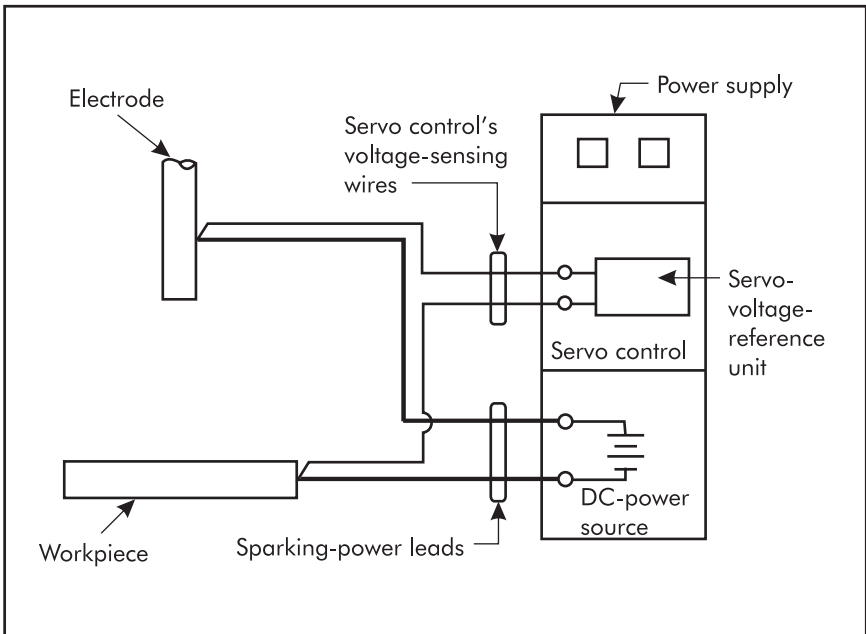 Power supply
Electrode
Servo control's
voltage-sensing
wires
Servo-
voltage-
reference
unit
Servo control
DC-power
source
Workpiece
Sparking-power leads